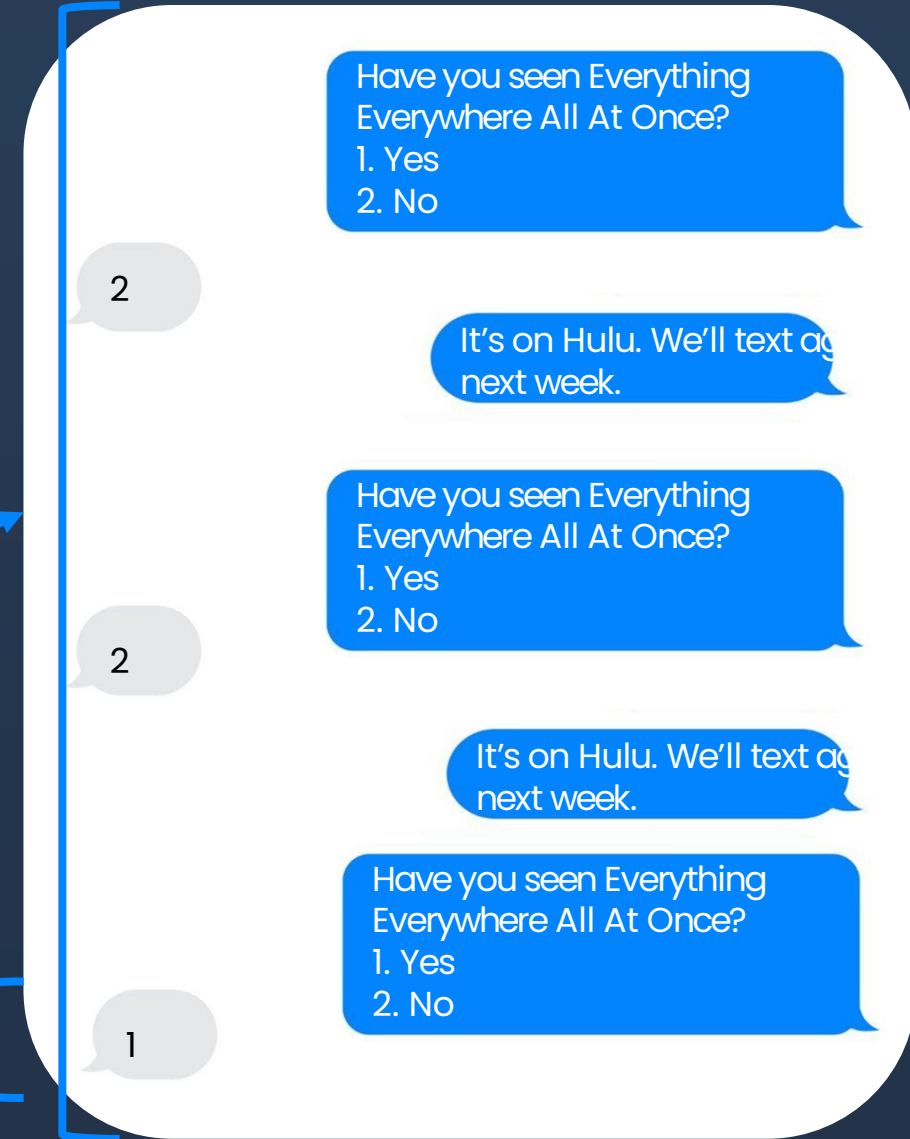 Have you seen Everything
Everywhere All At Once?
1. Yes
2. No
2
It’s on Hulu. We’ll text
next week.
Have you seen Everything
Everywhere All At Once?
1. Yes
2. No
2
It’s on Hulu. We’ll text
next week.
Have you seen Everything
Everywhere All At Once?
1. Yes
2. No
1